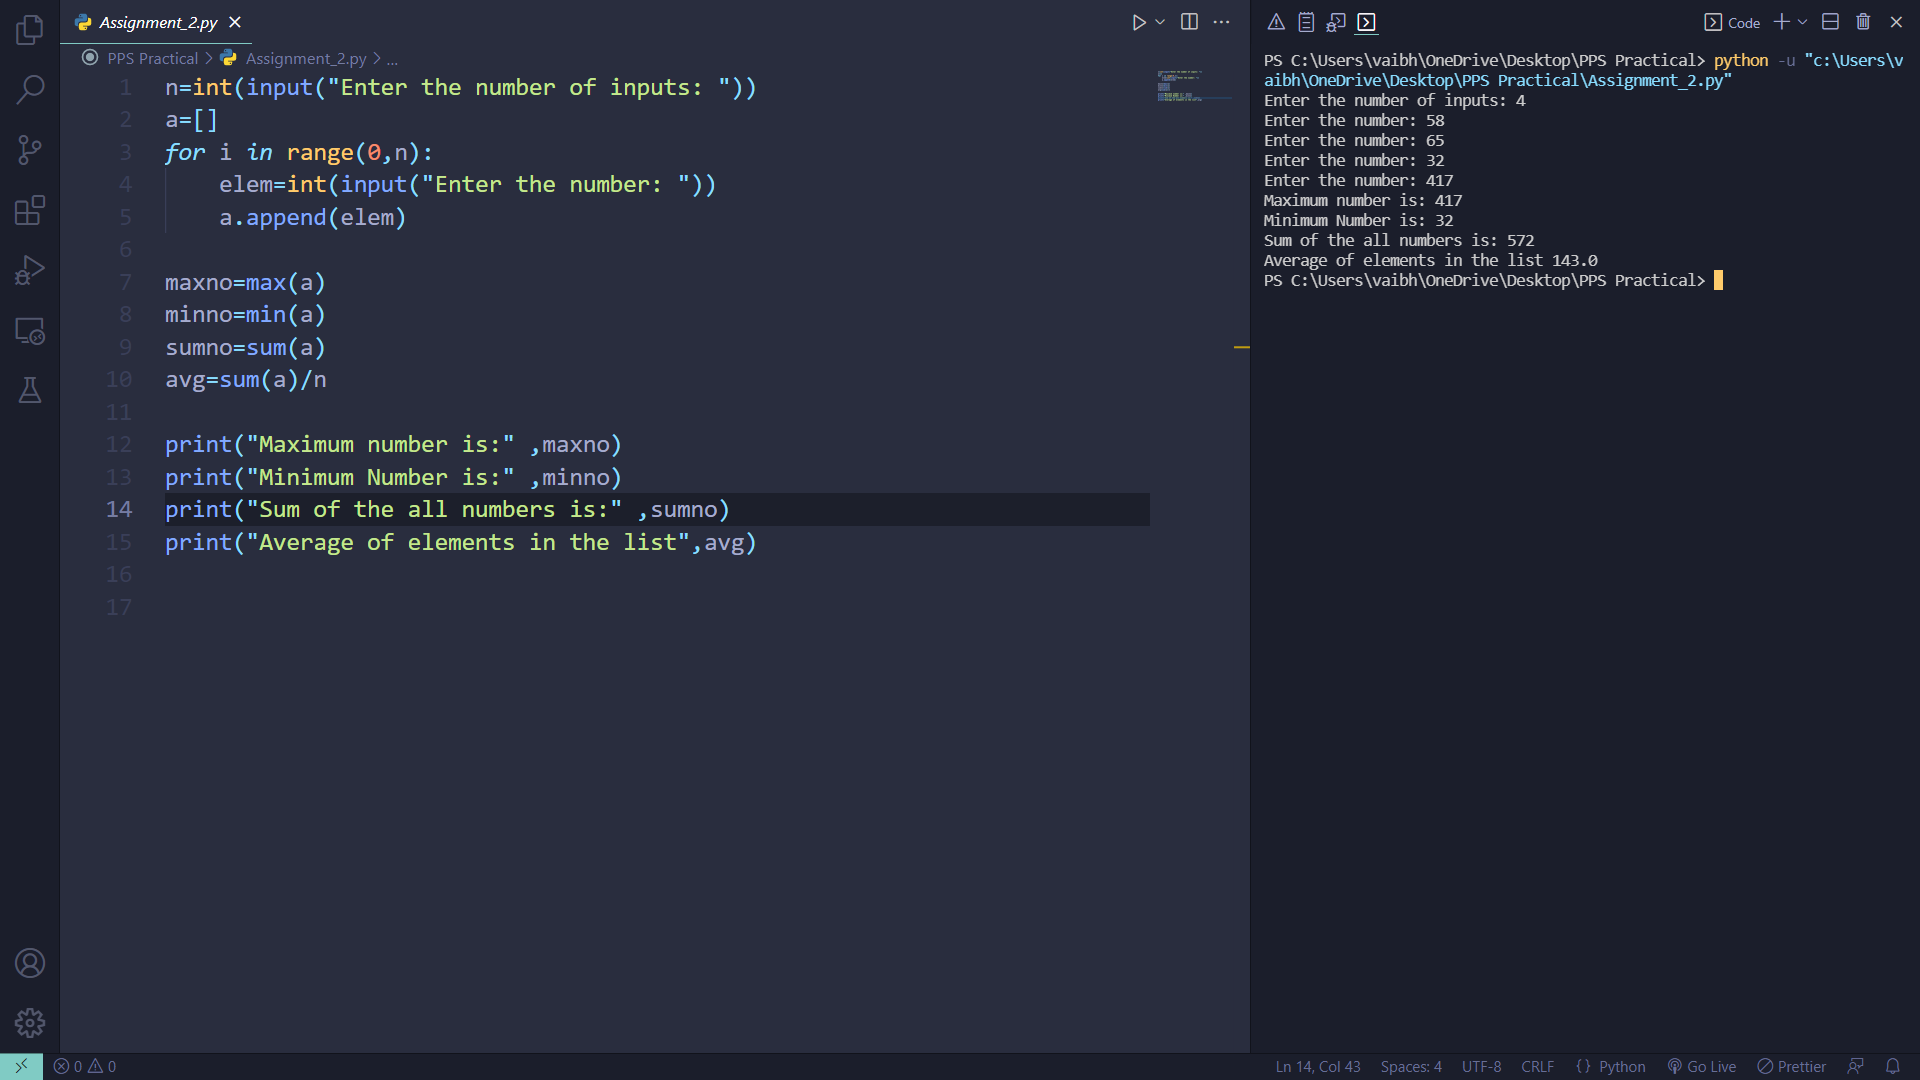 Assignment_2.py
PPS Practical > Assignment_2.py > ...
1 n=int(input("Enter the number of inputs: "))
2 a=[]
3 for i in range(0,n):
4     elem=int(input("Enter the number: "))
5     a.append(elem)
6
7 maxno=max(a)
8 minno=min(a)
9 sumno=sum(a)
10 avg=sum(a)/n
11
12 print("Maximum number is:" ,maxno)
13 print("Minimum Number is:" ,minno)
14 print("Sum of the all numbers is:" ,sumno)
15 print("Average of elements in the list",avg)
16
17
Code
PS C:\Users\vaibh\OneDrive\Desktop\PPS Practical> python -u "c:\Users\v
aibh\OneDrive\Desktop\PPS Practical\Assignment_2.py"
Enter the number of inputs: 4
Enter the number: 58
Enter the number: 65
Enter the number: 32
Enter the number: 417
Maximum number is: 417
Minimum Number is: 32
Sum of the all numbers is: 572
Average of elements in the list 143.0
PS C:\Users\vaibh\OneDrive\Desktop\PPS Practical>
0 0 Ln 14, Col 43 Spaces: 4 UTF-8 CRLF {} Python Go Live Prettier